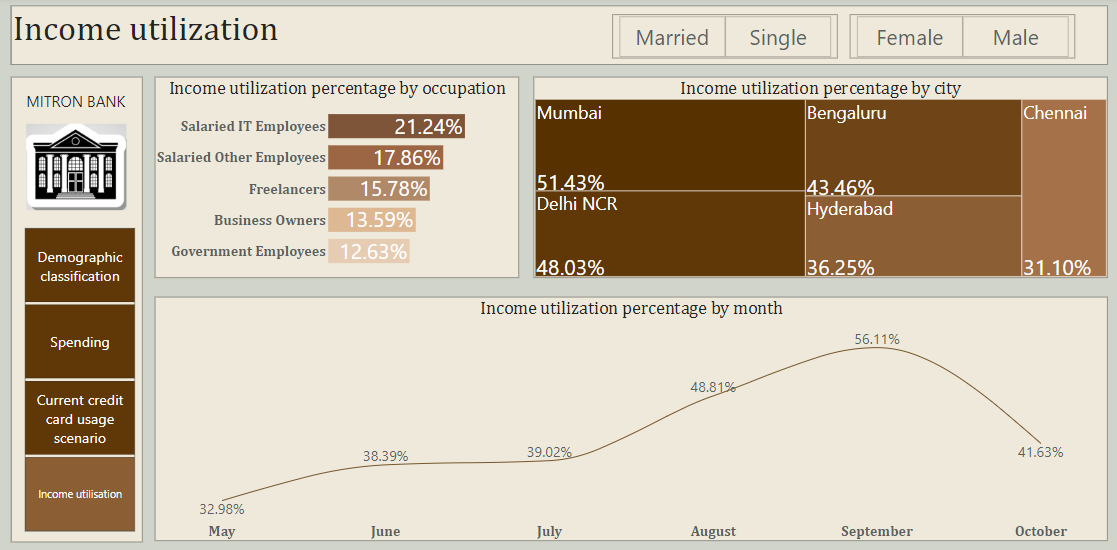 Income utilization
Married
Single
Female
Male
MITRON BANK
Demographic
classification
Spending
Current credit
card usage
scenario
Income utilisation
Income utilization percentage by occupation
Salaried IT Employees 21.24%
Salaried Other Employees 17.86%
Freelancers 15.78%
Business Owners 13.59%
Government Employees 12.63%
Income utilization percentage by city
Mumbai
51.43%
Delhi NCR
48.03%
Bengaluru
43.46%
Hyderabad
36.25%
Chennai
31.10%
Income utilization percentage by month
32.98%
38.39%
39.02%
48.81%
56.11%
41.63%
May June July August September October